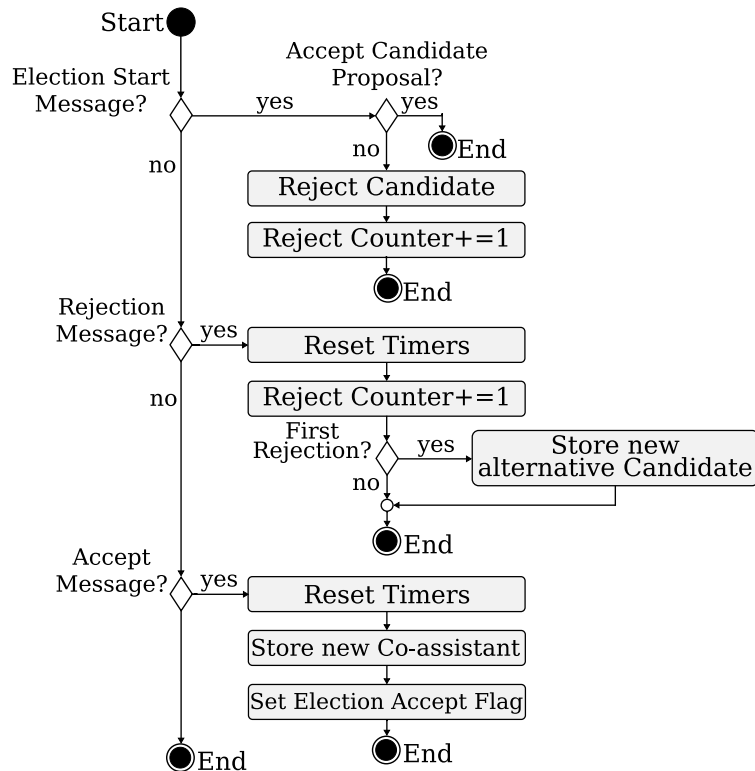 Start
Accept Candidate
Proposal?
Election Start
Message?
yes
yes
no
End
no
Reject Candidate
Reject Counter+=1
End
Rejection
Message?
yes
Reset Timers
no
Reject Counter+=1
First
Rejection?
yes
Store new
alternative Candidate
no
End
Accept
Message?
yes
Reset Timers
Store new Co-assistant
Set Election Accept Flag
End
End